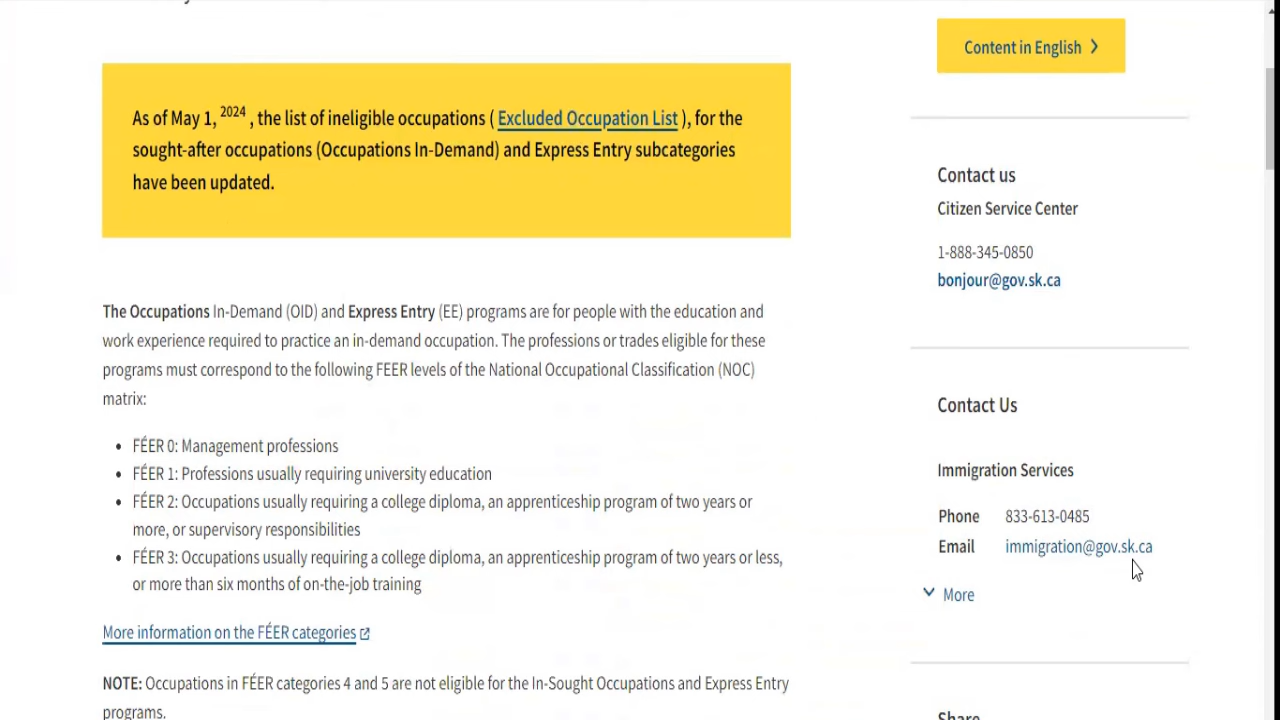 As of May 1, 2024 , the list of ineligible occupations ( Excluded Occupation List ), for the
sought-after occupations (Occupations In-Demand) and Express Entry subcategories
have been updated.
The Occupations In-Demand (OID) and Express Entry (EE) programs are for people with the education and
work experience required to practice an in-demand occupation. The professions or trades eligible for these
programs must correspond to the following FEER levels of the National Occupational Classification (NOC)
matrix:
• FÉER 0: Management professions
• FÉER 1: Professions usually requiring university education
• FÉER 2: Occupations usually requiring a college diploma, an apprenticeship program of two years or
more, or supervisory responsibilities
• FÉER 3: Occupations usually requiring a college diploma, an apprenticeship program of two years or less,
or more than six months of on-the-job training
More information on the FÉER categories
NOTE: Occupations in FÉER categories 4 and 5 are not eligible for the In-Sought Occupations and Express Entry
programs.
Content in English
Contact us
Citizen Service Center
1-888-345-0850
bonjour@gov.sk.ca
Contact Us
Immigration Services
Phone 833-613-0485
Email immigration@gov.sk.ca
More
Share